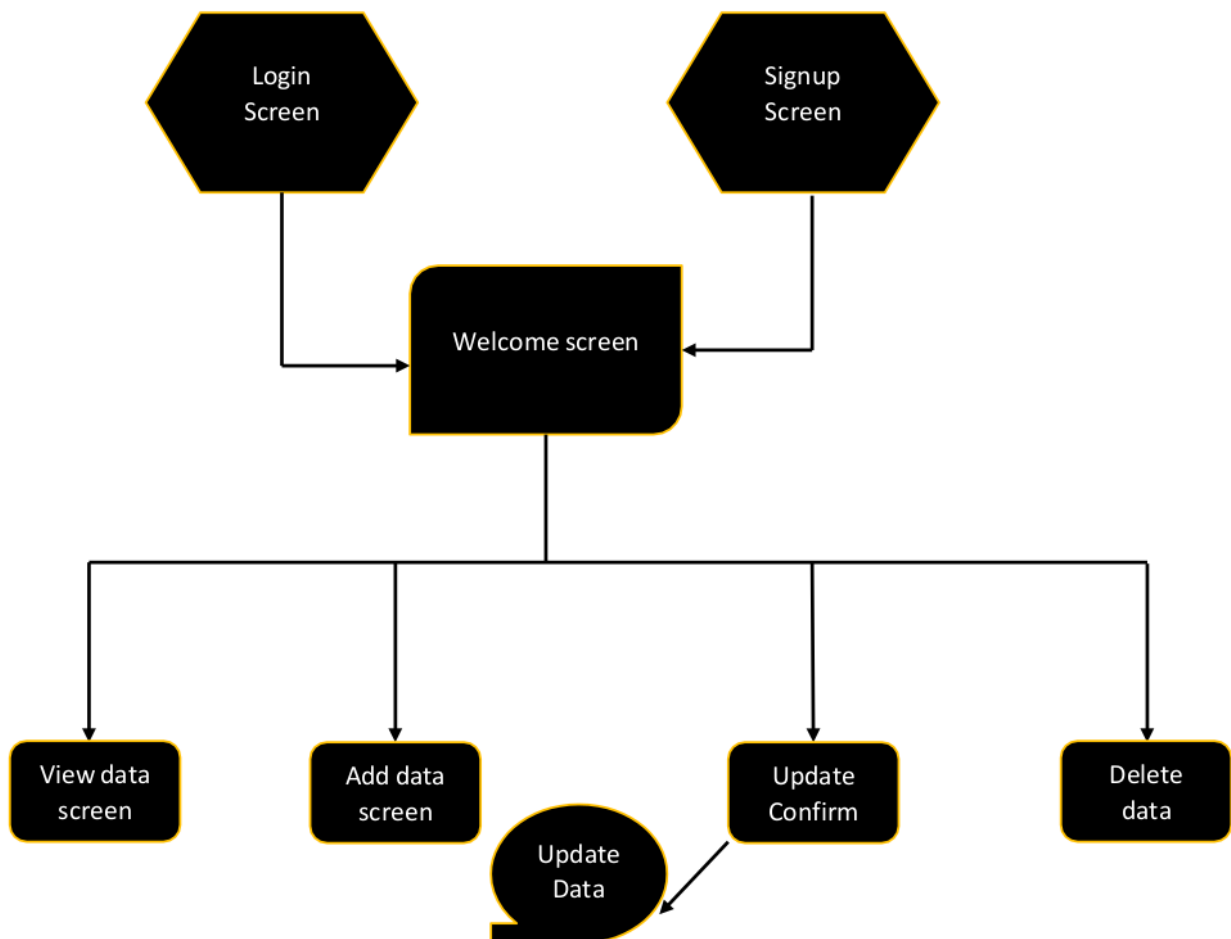 Login
Screen
Signup
Screen
Welcome screen
View data
screen
Add data
screen
Update
Confirm
Delete
data
Update
Data